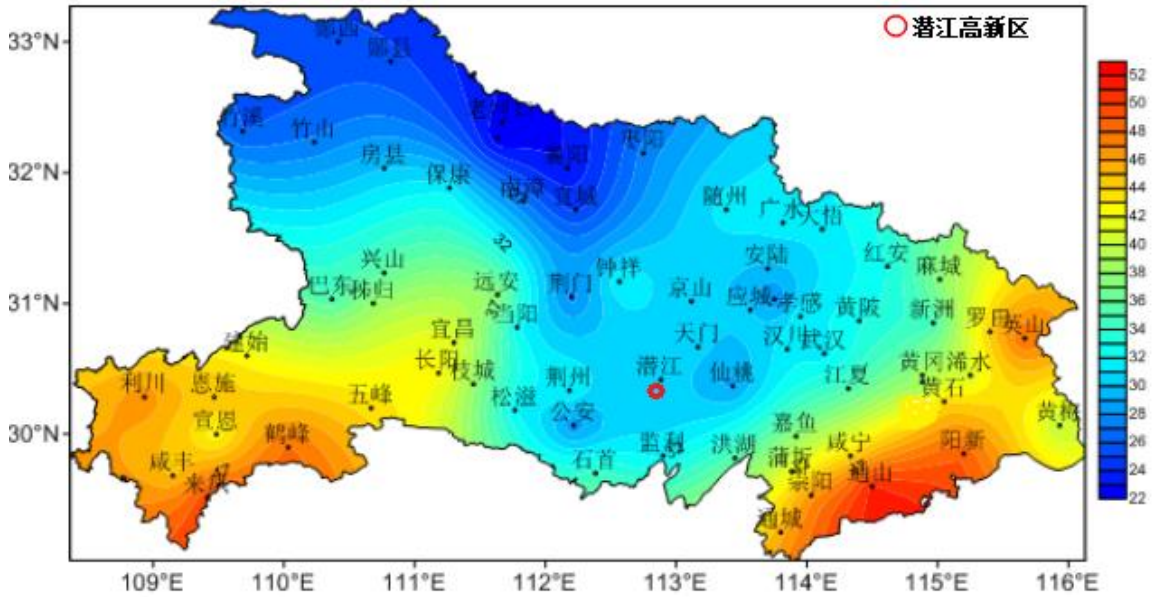 潜江高新区
33°N
32°N
31°N
30°N
109°E
110°E
111°E
112°E
113°E
114°E
115°E
116°E
52
50
48
46
44
42
40
38
36
34
32
30
28
26
24
22
郧西
郧县
竹溪
竹山
房县
保康
南漳
宜城
襄阳
枣阳
随州
广水
大悟
红安
麻城
安陆
钟祥
京山
应城
孝感
黄陂
新洲
罗田
英山
兴山
巴东
秭归
远安
荆门
当阳
宜昌
长阳
枝城
建始
利川
恩施
宣恩
五峰
鹤峰
咸丰
来凤
松滋
荆州
公安
石首
潜江
天门
仙桃
汉川
武汉
江夏
黄冈
浠水
黄石
黄梅
监利
洪湖
嘉鱼
蒲圻
咸宁
崇阳
通山
阳新
通城
32